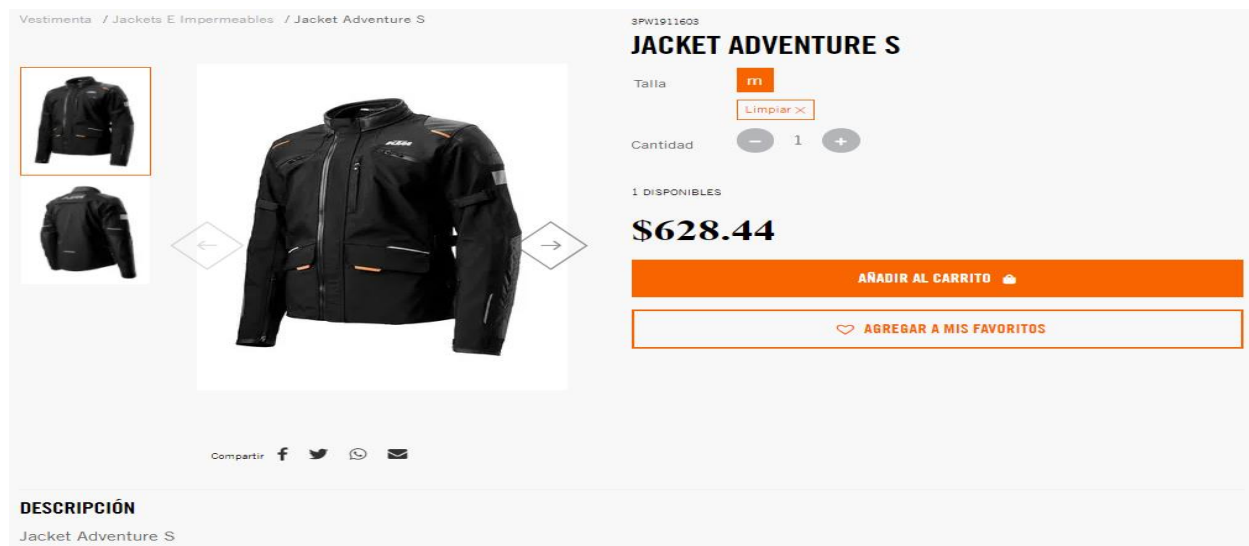 Vestimenta / Jackets E Impermeables / Jacket Adventure S
3PW1911603
JACKET ADVENTURE S
Talla
m
Limpiar ×
Cantidad
− 1 +
1 DISPONIBLES
$628.44
AÑADIR AL CARRITO
AGREGAR A MIS FAVORITOS
KTM
Compartir
DESCRIPCIÓN
Jacket Adventure S